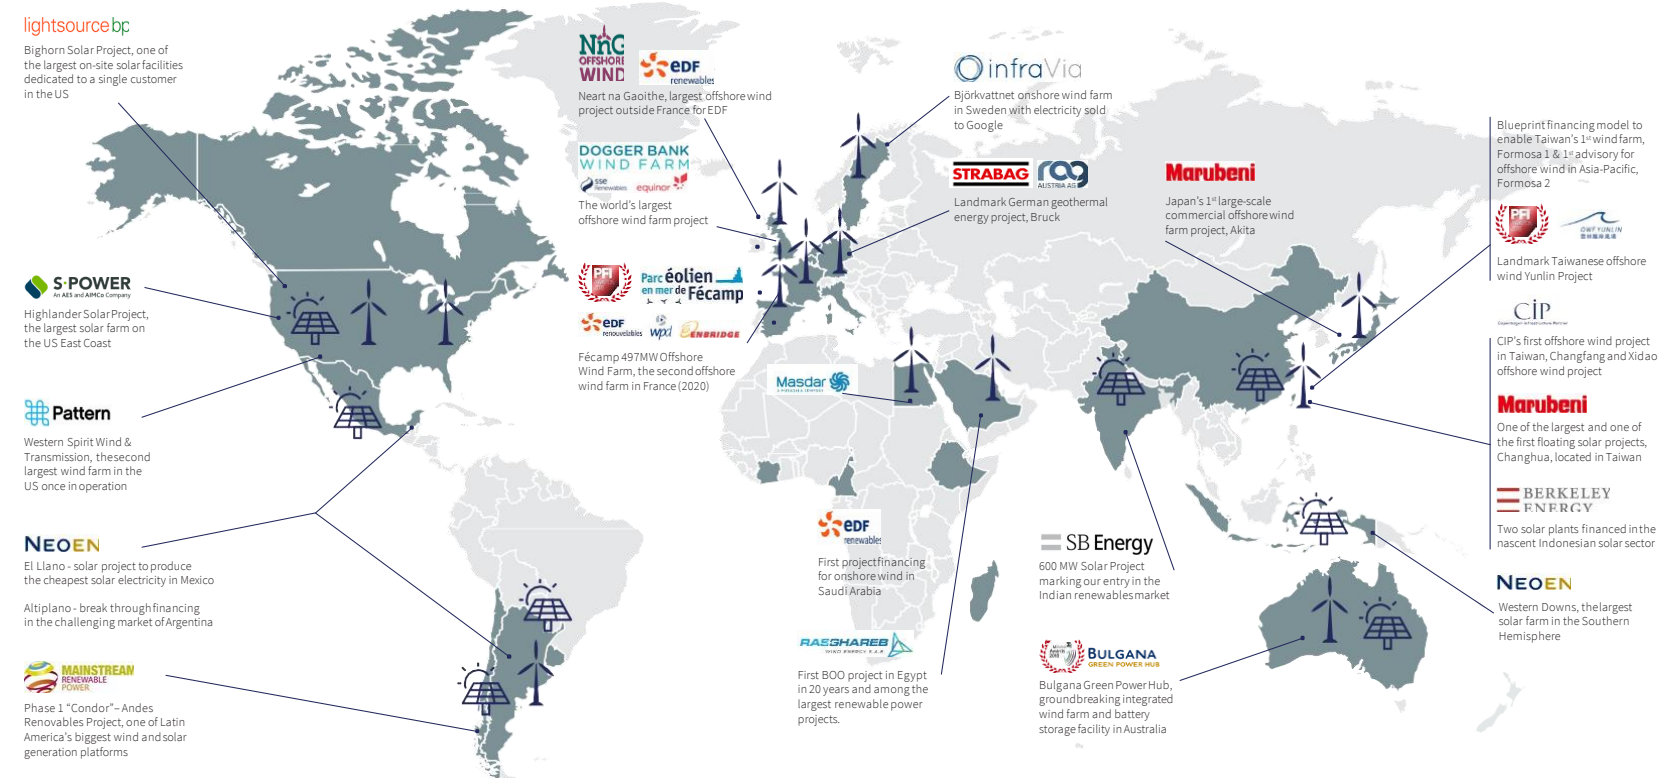 lightsource bp
Bighorn Solar Project, one of
the largest on-site solar facilities
dedicated to a single customer
in the US
S·POWER
An AES and AIMCo Company
Highlander Solar Project,
the largest solar farm on
the US East Coast
Pattern
Western Spirit Wind &
Transmission, the second
largest wind farm in the
US once in operation
NEOEN
El Llano - solar project to produce
the cheapest solar electricity in Mexico
Altiplano - break through financing
in the challenging market of Argentina
MAINSTREAM
RENEWABLE
POWER
Phase 1 “Condor”– Andes
Renovables Project, one of Latin
America’s biggest wind and solar
generation platforms
NnG
OFFSHORE
WIND
eDF
renewables
Neart na Gaoithe, largest offshore wind
project outside France for EDF
DOGGER BANK
WIND FARM
sse
Renewables
equinor
The world’s largest
offshore wind farm project
PFI
Parc éolien
en mer de Fécamp
eDF
renouvelables
wpd
ENBRIDGE
Fécamp 497MW Offshore
Wind Farm, the second offshore
wind farm in France (2020)
Masdar
eDF
renewables
First project financing
for onshore wind in
Saudi Arabia
RASGHAREB
WIND ENERGY S.A.E.
First BOO project in Egypt
in 20 years and among the
largest renewable power
projects.
infraVia
Björkvattnet onshore wind farm
in Sweden with electricity sold
to Google
STRABAG
rag
AUSTRIA AG
Landmark German geothermal
energy project, Bruck
Marubeni
Japan’s 1st large-scale
commercial offshore wind
farm project, Akita
SB Energy
600 MW Solar Project
marking our entry in the
Indian renewables market
BULGANA
GREEN POWER HUB
Bulgana Green Power Hub,
groundbreaking integrated
wind farm and battery
storage facility in Australia
Blueprint financing model to
enable Taiwan’s 1st wind farm,
Formosa 1 & 1st advisory for
offshore wind in Asia-Pacific,
Formosa 2
PFI
OWF YUNLIN
Landmark Taiwanese offshore
wind Yunlin Project
CIP
Copenhagen Infrastructure Partners
CIP’s first offshore wind project
in Taiwan, Changfang and Xidao
offshore wind project
Marubeni
One of the largest and one of
the first floating solar projects,
Changhua, located in Taiwan
BERKELEY
ENERGY
Two solar plants financed in the
nascent Indonesian solar sector
NEOEN
Western Downs, the largest
solar farm in the Southern
Hemisphere